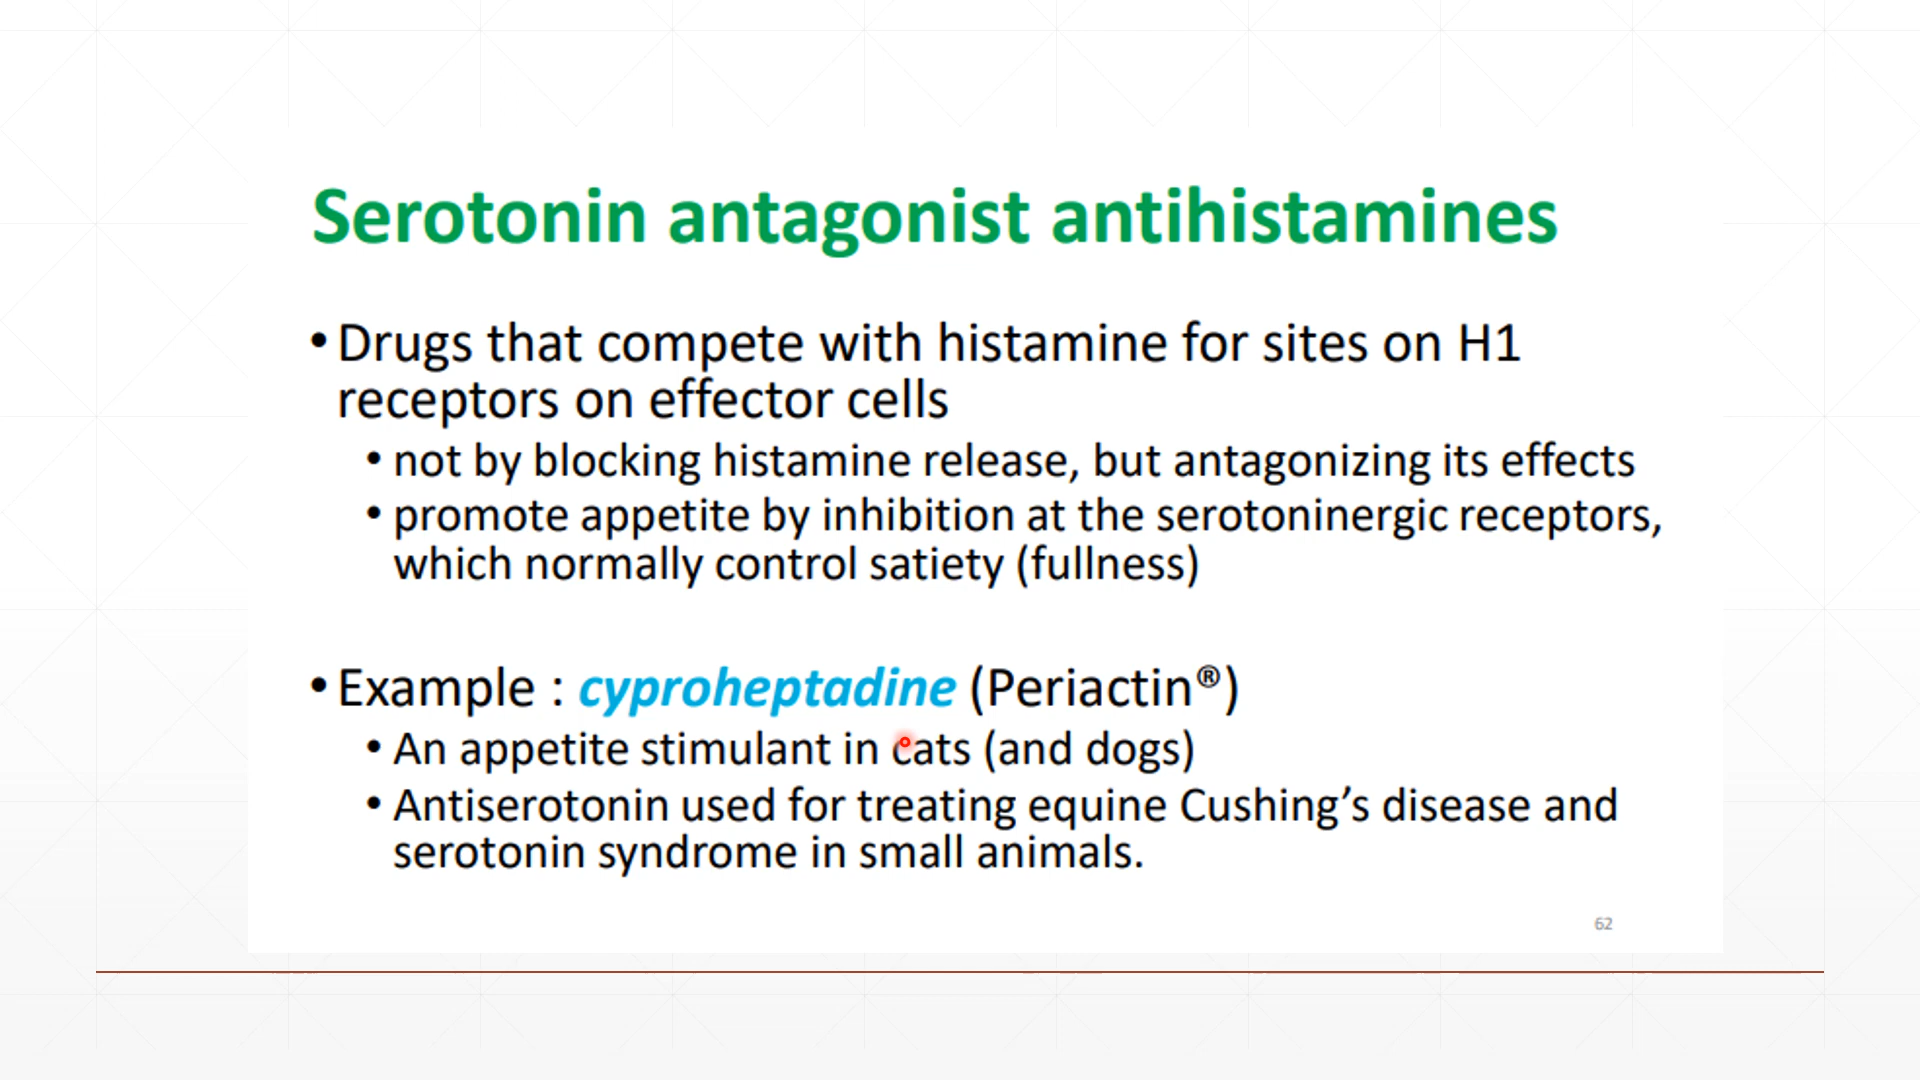 Serotonin antagonist antihistamines
• Drugs that compete with histamine for sites on H1
receptors on effector cells
• not by blocking histamine release, but antagonizing its effects
• promote appetite by inhibition at the serotoninergic receptors,
which normally control satiety (fullness)
• Example : cyproheptadine (Periactin®)
• An appetite stimulant in cats (and dogs)
• Antiserotonin used for treating equine Cushing’s disease and
serotonin syndrome in small animals.
62